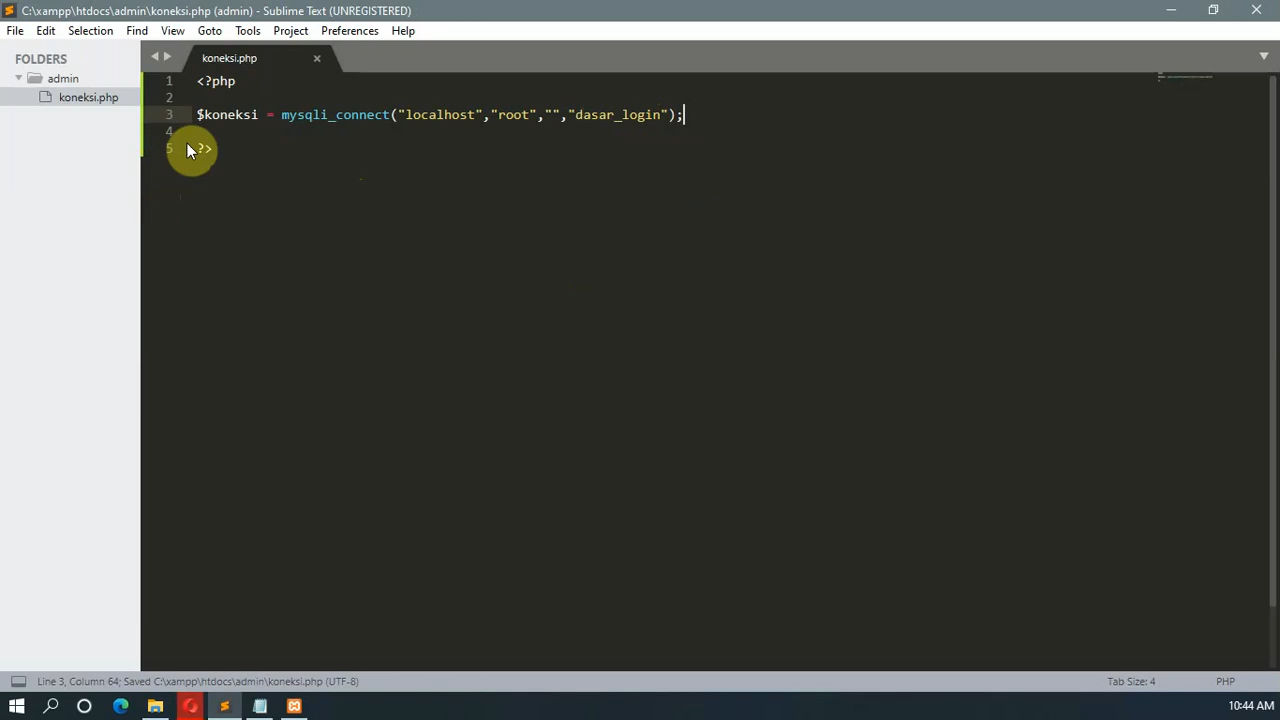 C:\xampp\htdocs\admin\koneksi.php (admin) - Sublime Text (UNREGISTERED)
File Edit Selection Find View Goto Tools Project Preferences Help
FOLDERS
admin
koneksi.php
koneksi.php
1 <?php
2
3 $koneksi = mysqli_connect("localhost","root","","dasar_login");
4
5 ?>
Line 3, Column 64; Saved C:\xampp\htdocs\admin\koneksi.php (UTF-8)
Tab Size: 4
PHP
10:44 AM